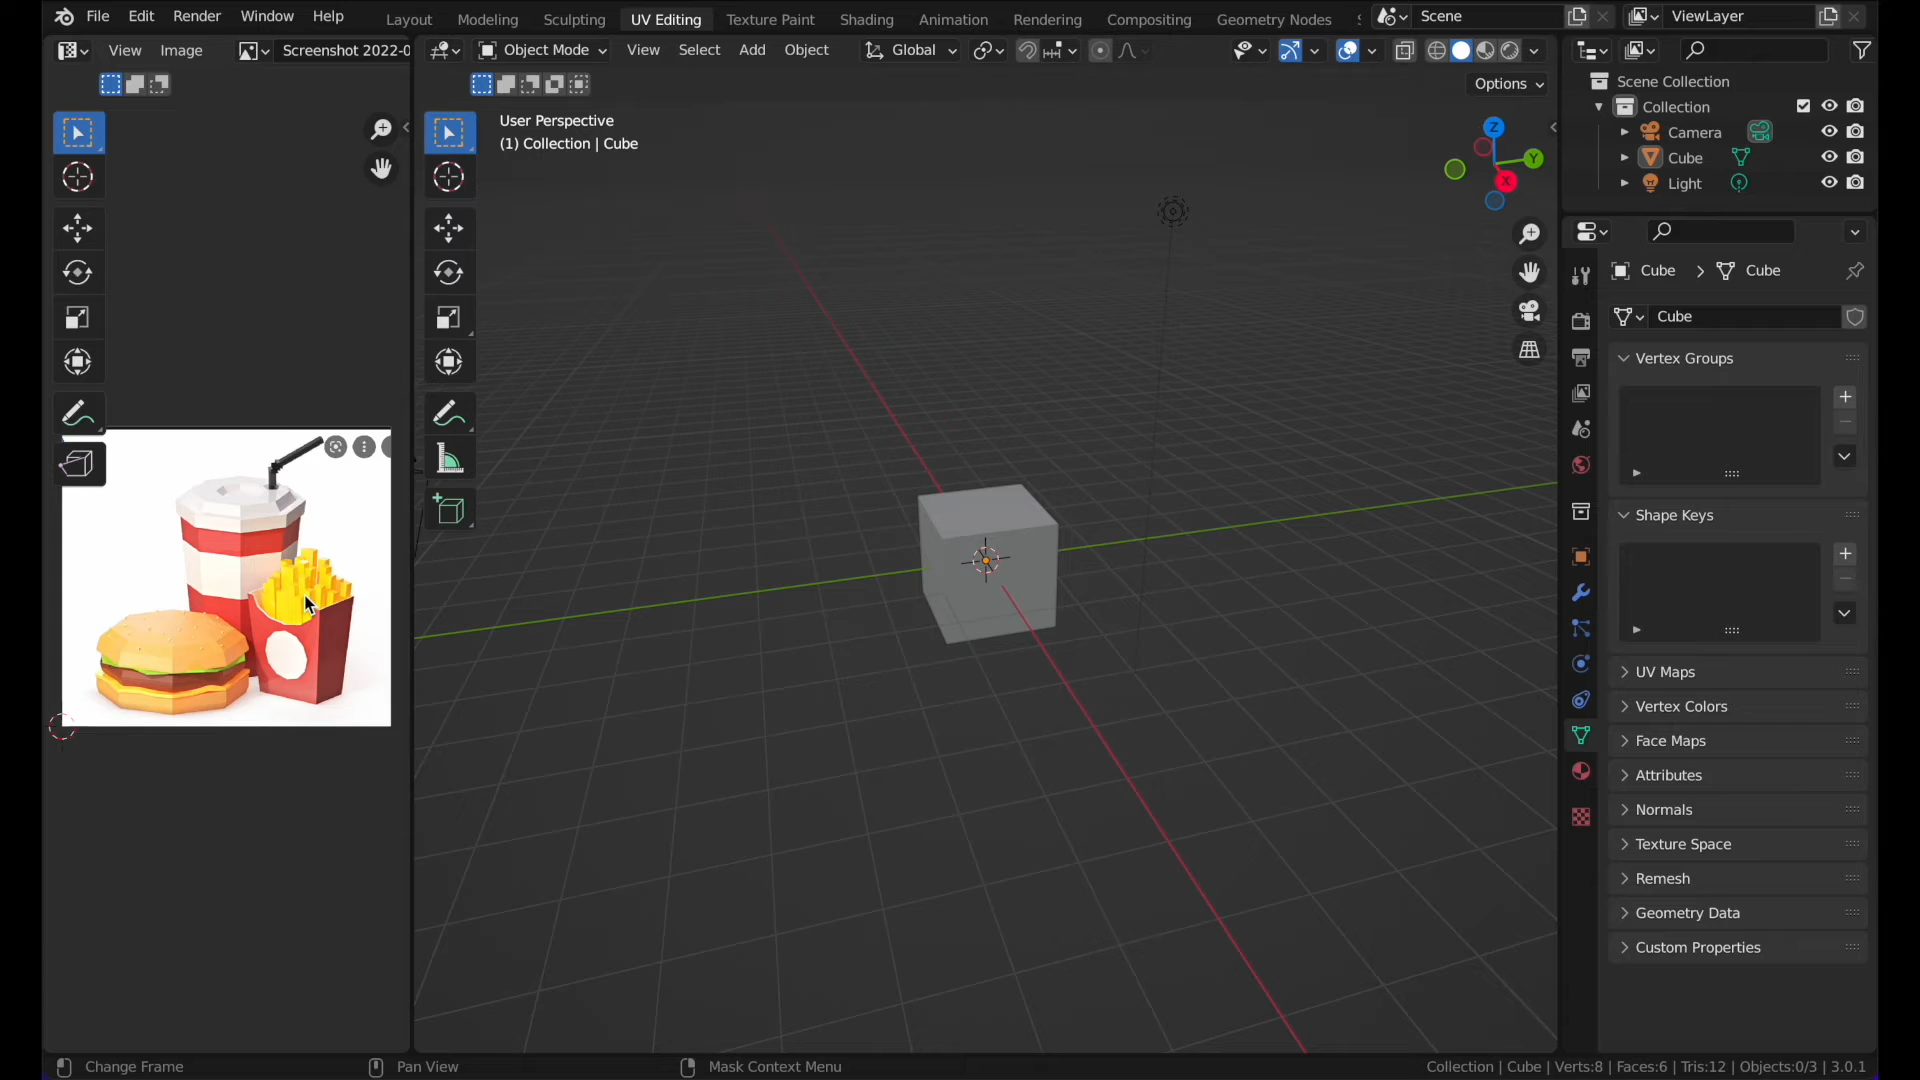 File Edit Render Window Help Layout Modeling Sculpting UV Editing Texture Paint Shading Animation Rendering Compositing Geometry Nodes Scene ViewLayer
View Image Screenshot 2022-0 Object Mode View Select Add Object Global
Options
User Perspective
(1) Collection | Cube
Z
Y
X
Scene Collection
Collection
Camera
Cube
Light
Cube Cube
Cube
Vertex Groups
Shape Keys
UV Maps
Vertex Colors
Face Maps
Attributes
Normals
Texture Space
Remesh
Geometry Data
Custom Properties
Change Frame Pan View Mask Context Menu Collection | Cube | Verts:8 | Faces:6 | Tris:12 | Objects:0/3 | 3.0.1